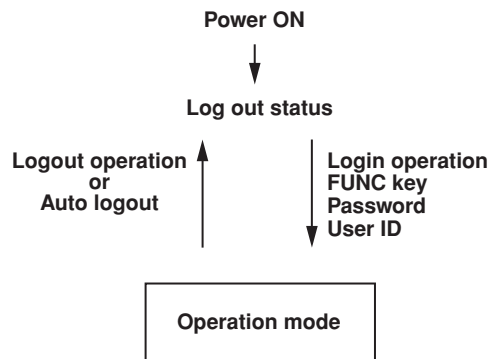 Power ON
Log out status
Logout operation
or
Auto logout
Login operation
FUNC key
Password
User ID
Operation mode